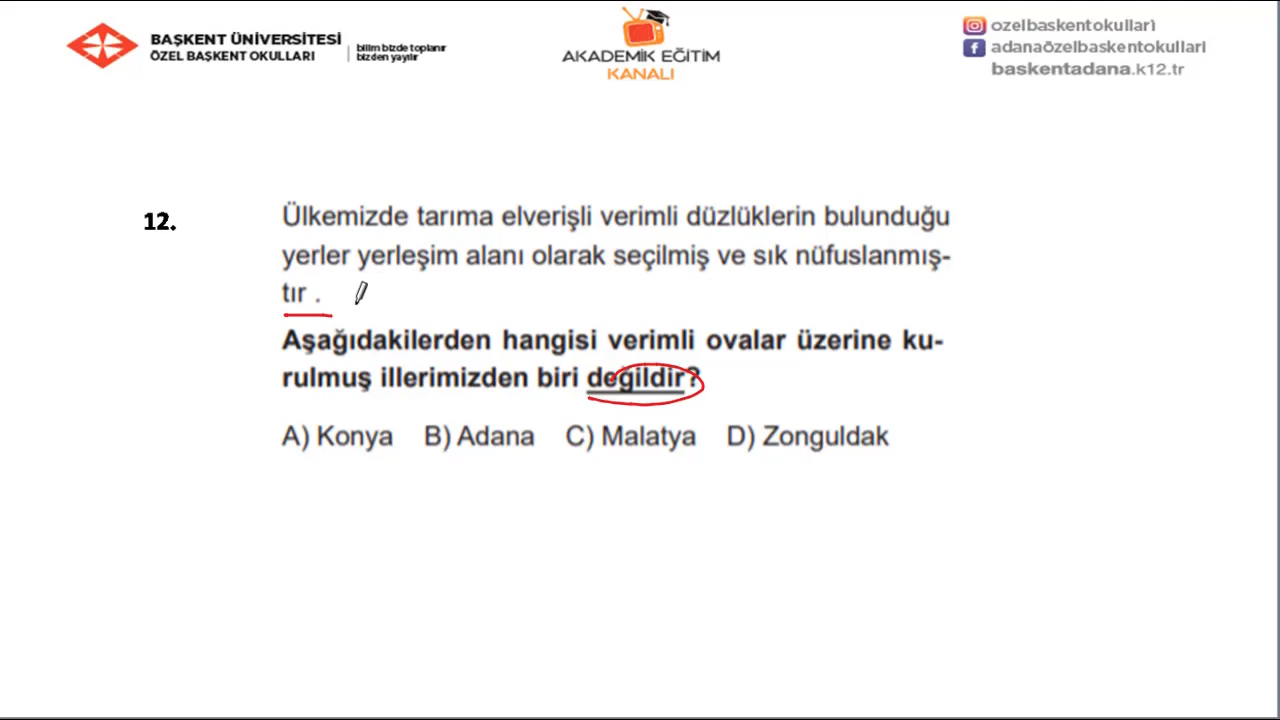 BAŞKENT ÜNİVERSİTESİ
ÖZEL BAŞKENT OKULLARI
bilim bizde toplanır
bizden yayılır
AKADEMİK EĞİTİM
KANALI
ozelbaskentokullari
adanaözelbaskentokullari
baskentadana.k12.tr
12.
Ülkemizde tarıma elverişli verimli düzlüklerin bulunduğu
yerler yerleşim alanı olarak seçilmiş ve sık nüfuslanmış-
tır .
Aşağıdakilerden hangisi verimli ovalar üzerine ku-
rulmuş illerimizden biri değildir?
A) Konya B) Adana C) Malatya D) Zonguldak